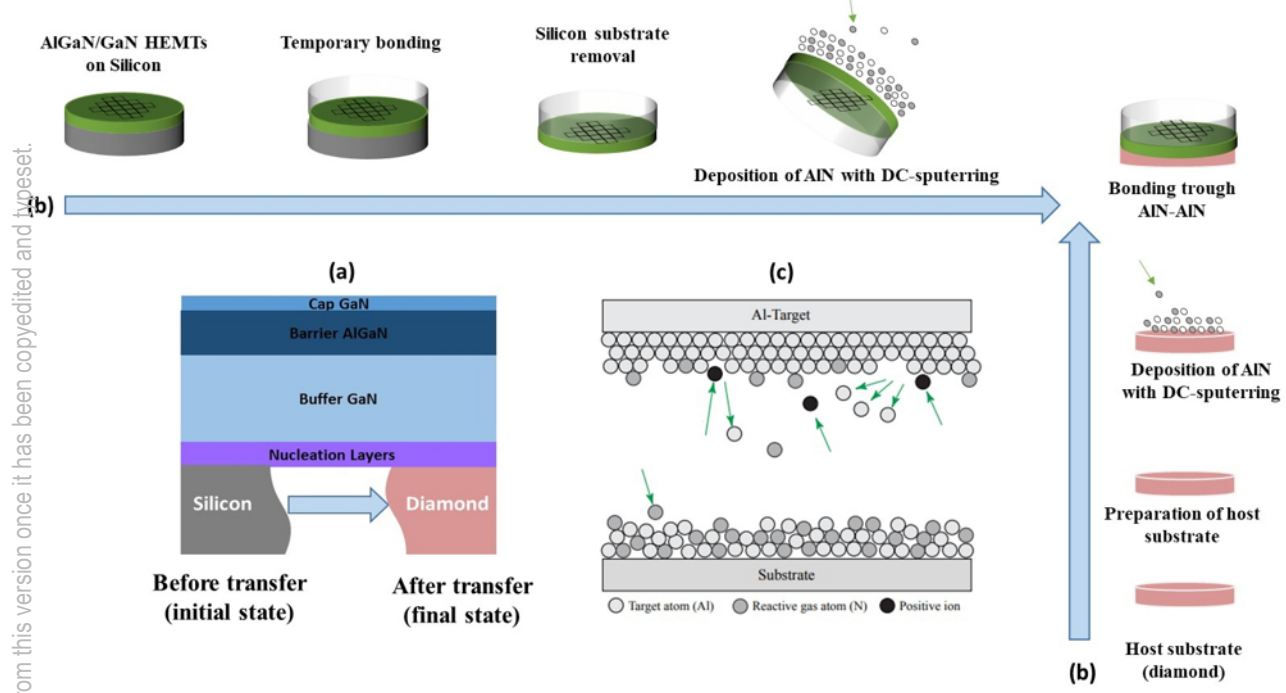 AlGaN/GaN HEMTs
on Silicon
Temporary bonding
Silicon substrate
removal
Deposition of AlN with DC-sputerring
(b)
Bonding trough
AlN-AlN
Deposition of AlN
with DC-sputerring
Preparation of host
substrate
Host substrate
(diamond)
(b)
(a)
Cap GaN
Barrier AlGaN
Buffer GaN
Nucleation Layers
Silicon
Diamond
Before transfer
(initial state)
After transfer
(final state)
(c)
Al-Target
Substrate
Target atom (Al)
Reactive gas atom (N)
Positive ion
rom this version once it has been copyedited and typeset.